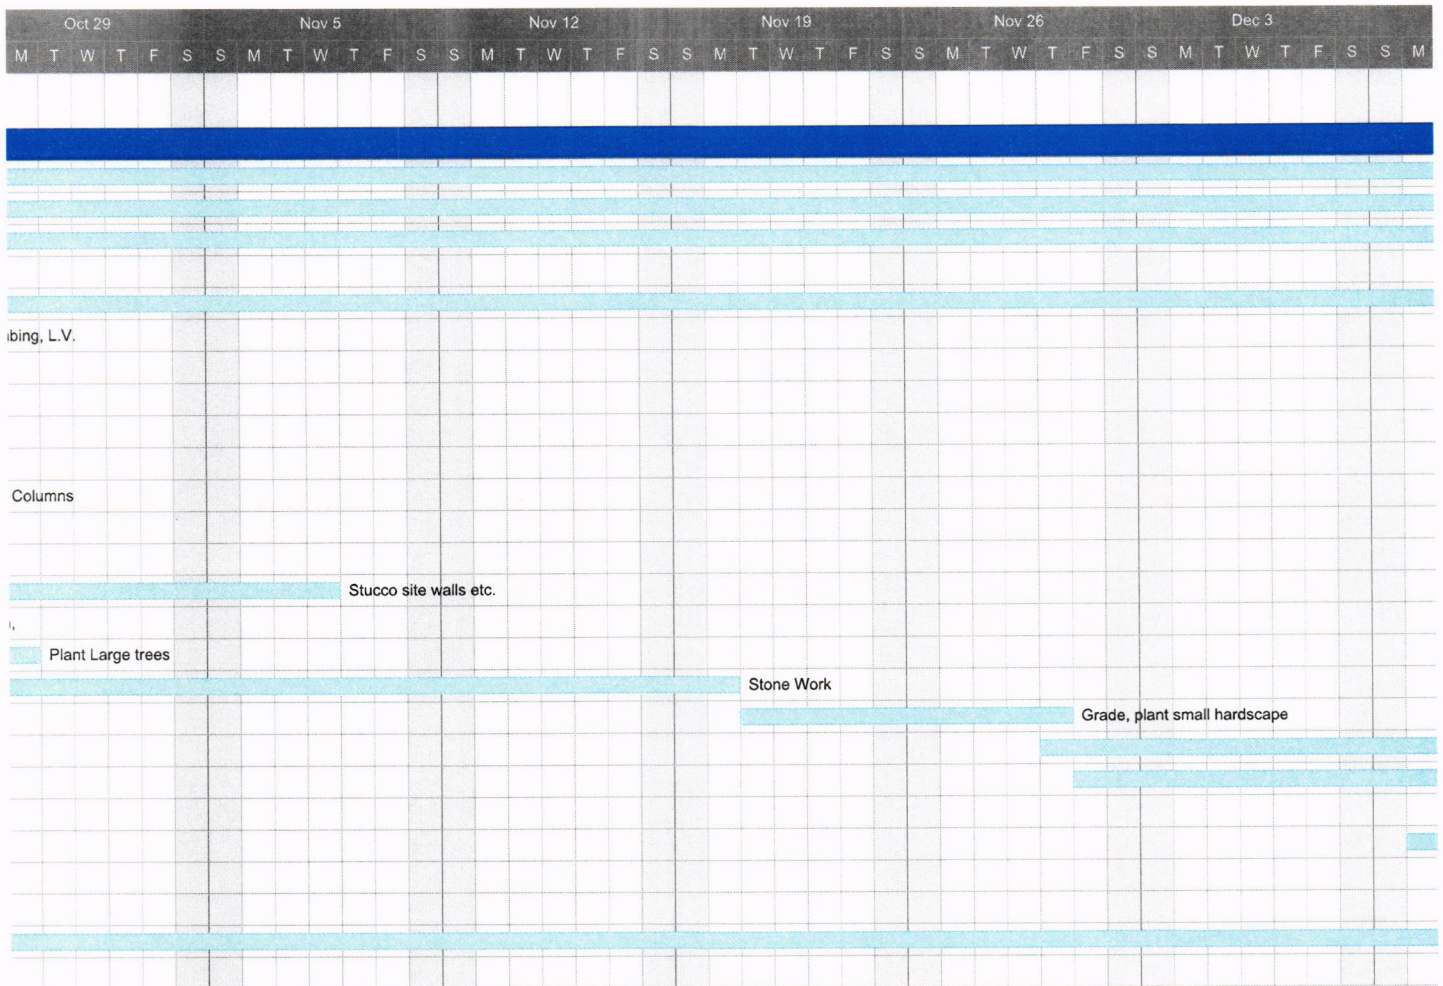 Oct 29 Nov 5 Nov 12 Nov 19 Nov 26 Dec 3
M T W T F S S M T W T F S S M T W T F S S M T W T F S S M T W T F S S M T W T F S S M
L.V.
Columns
Stucco site walls etc.
Plant Large trees
Stone Work
Grade, plant small hardscape